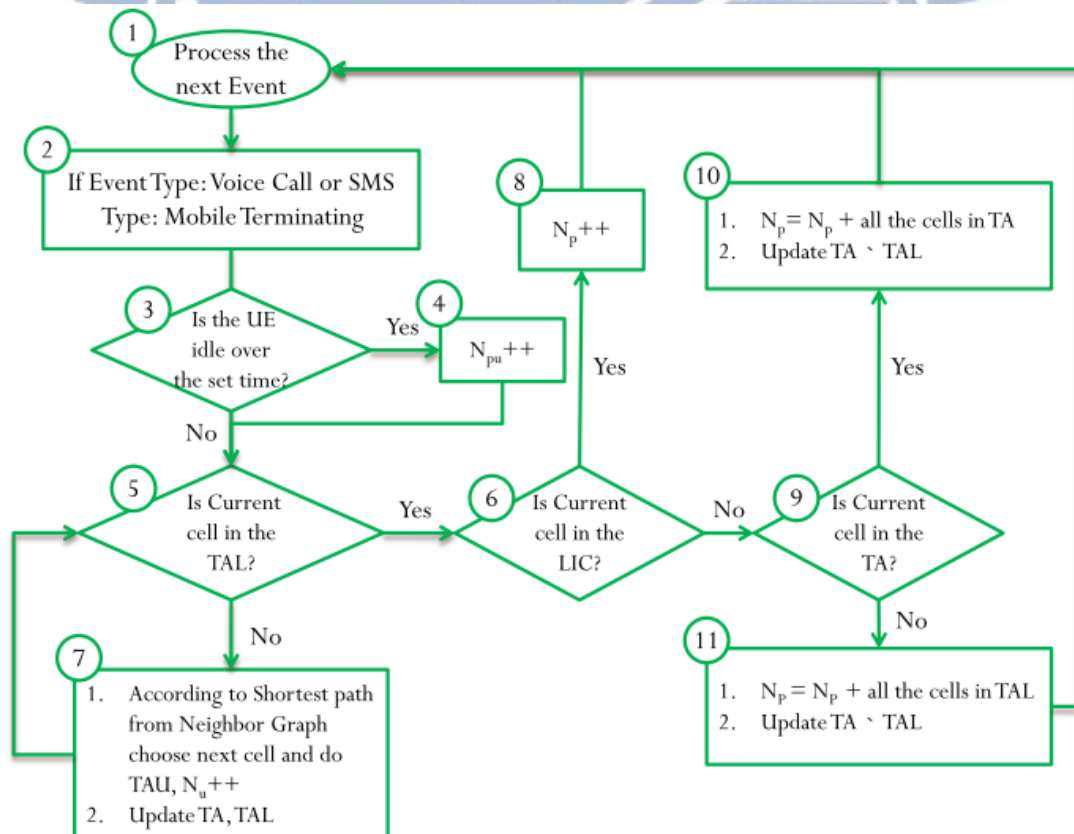 1
Process the
next Event
2
If Event Type: Voice Call or SMS
Type: Mobile Terminating
3
Is the UE
idle over
the set time?
Yes
4
Npu++
No
5
Is Current
cell in the
TAL?
Yes
6
Is Current
cell in the
LIC?
Yes
8
Np++
No
9
Is Current
cell in the
TA?
Yes
10
1. Np = Np + all the cells in TA
2. Update TA、TAL
No
11
1. NP = NP + all the cells in TAL
2. Update TA、TAL
No
7
1. According to Shortest path
from Neighbor Graph
choose next cell and do
TAU, Nu++
2. Update TA, TAL